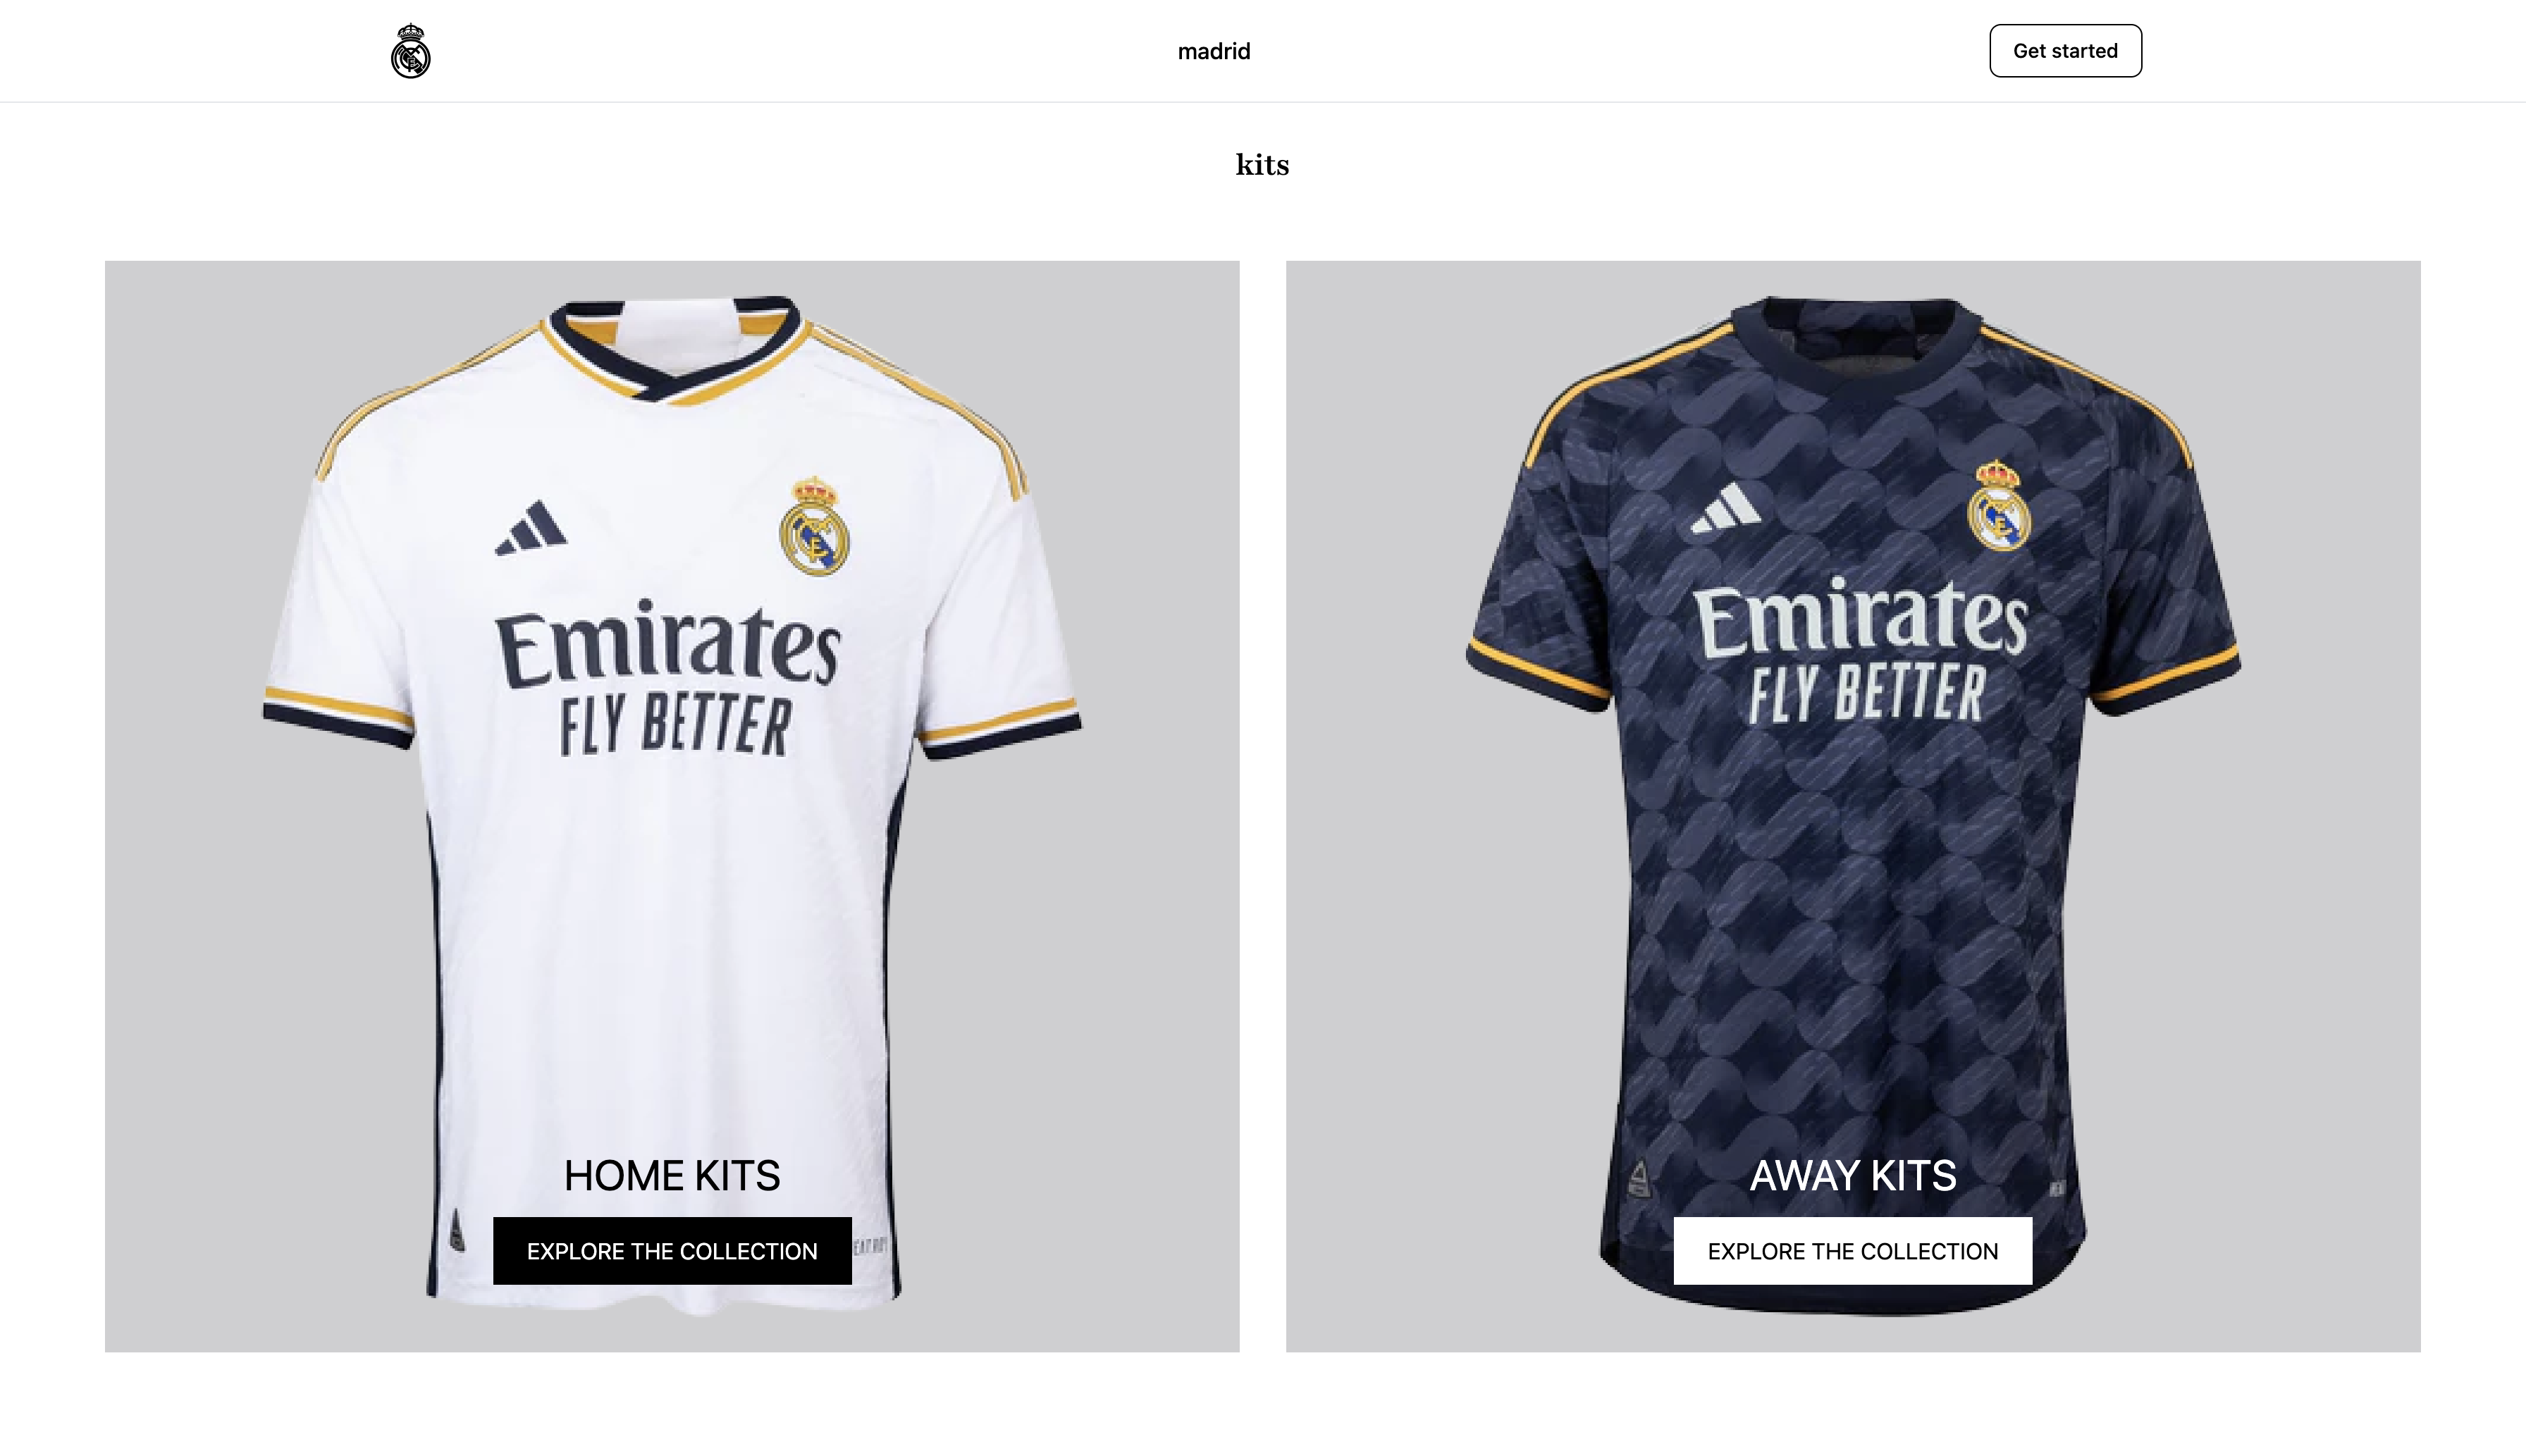 madrid
Get started
kits
Emirates
FLY BETTER
HOME KITS
EXPLORE THE COLLECTION
Emirates
FLY BETTER
AWAY KITS
EXPLORE THE COLLECTION